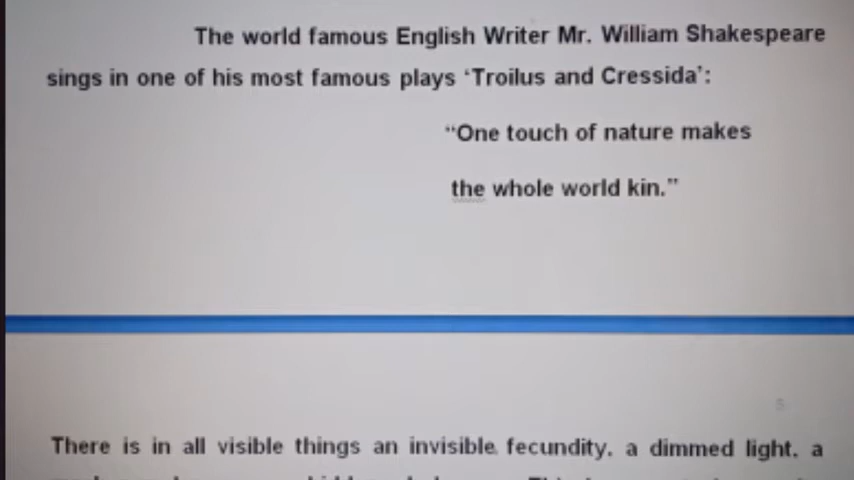 The world famous English Writer Mr. William Shakespeare
sings in one of his most famous plays ‘Troilus and Cressida’:
“One touch of nature makes
the whole world kin.”
S
There is in all visible things an invisible fecundity, a dimmed light, a